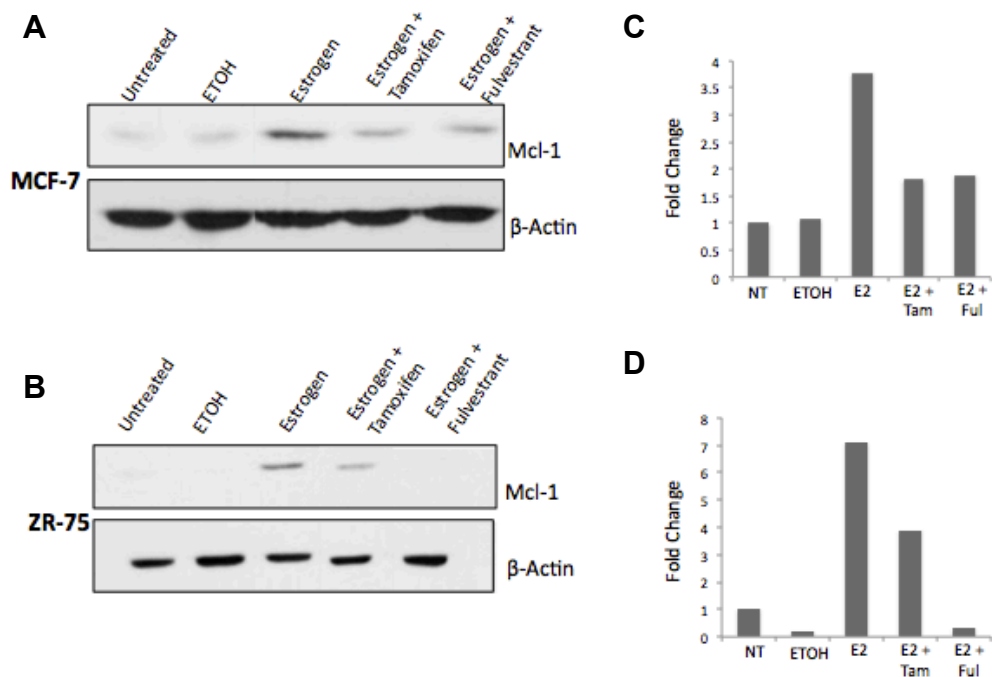 A
Untreated
ETOH
Estrogen
Estrogen +
Tamoxifen
Estrogen +
Fulvestrant
Mcl-1
MCF-7
β-Actin
B
Untreated
ETOH
Estrogen
Estrogen +
Tamoxifen
Estrogen +
Fulvestrant
Mcl-1
ZR-75
β-Actin
C
Fold Change
4
3.5
3
2.5
2
1.5
1
0.5
0
NT
ETOH
E2
E2 +
Tam
E2 +
Ful
D
Fold Change
8
7
6
5
4
3
2
1
0
NT
ETOH
E2
E2 +
Tam
E2 +
Ful